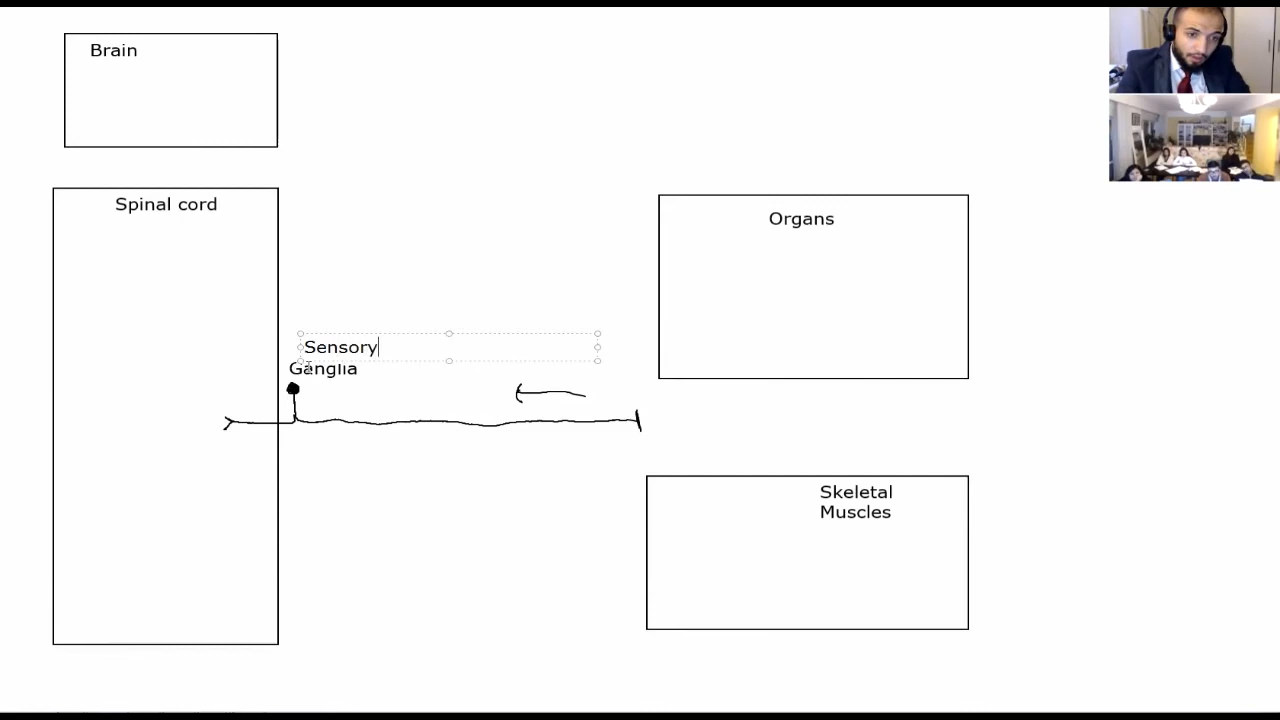 Brain
Spinal cord
Organs
Sensory
Ganglia
Skeletal
Muscles